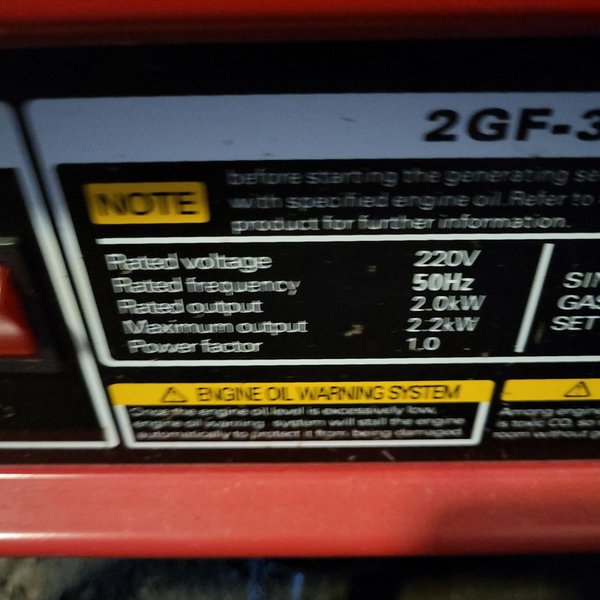 2GF-3
NOTE
before starting the generating se
with specified engine oil. Refer to
product for further information.
Rated voltage 220V
Rated frequency 50Hz
Rated output 2.0kW
Maximum output 2.2kW
Power factor 1.0
SIN
GAS
SET
ENGINE OIL WARNING SYSTEM
Once the engine oil level is excessively low,
engine oil warning system will stall the engine
automatically to protect it from being damaged
Among engine
is toxic CO, so
room without g